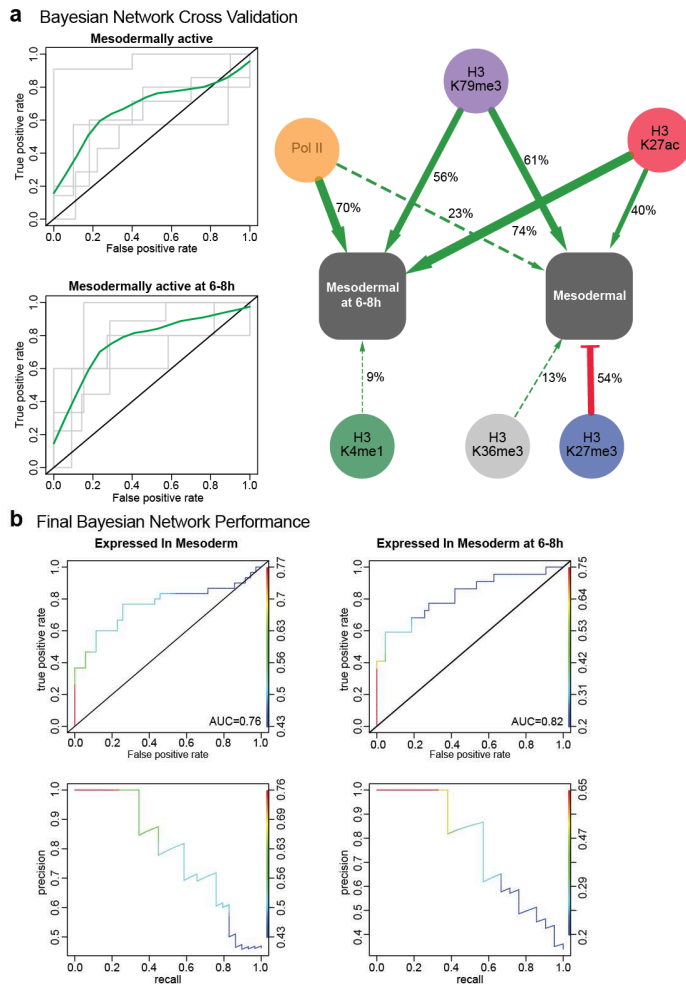 a Bayesian Network Cross Validation
Mesodermally active
True positive rate
0.0 0.2 0.4 0.6 0.8 1.0
0.0 0.2 0.4 0.6 0.8 1.0
False positive rate
Mesodermally active at 6-8h
True positive rate
0.0 0.2 0.4 0.6 0.8 1.0
0.0 0.2 0.4 0.6 0.8 1.0
False positive rate
H3
K79me3
Pol II
H3
K27ac
56%
61%
70%
23%
74%
40%
Mesodermal
at 6-8h
Mesodermal
9%
13%
54%
H3
K4me1
H3
K36me3
H3
K27me3
b Final Bayesian Network Performance
Expressed In Mesoderm
true positive rate
0.0 0.2 0.4 0.6 0.8 1.0
0.43 0.5 0.56 0.63 0.7 0.77
AUC=0.76
0.0 0.2 0.4 0.6 0.8 1.0
False positive rate
Expressed In Mesoderm at 6-8h
true positive rate
0.0 0.2 0.4 0.6 0.8 1.0
0.2 0.31 0.42 0.53 0.64 0.75
AUC=0.82
0.0 0.2 0.4 0.6 0.8 1.0
False positive rate
precision
0.5 0.6 0.7 0.8 0.9 1.0
0.43 0.5 0.56 0.63 0.69 0.76
0.0 0.2 0.4 0.6 0.8 1.0
recall
precision
0.4 0.5 0.6 0.7 0.8 0.9 1.0
0.2 0.29 0.47 0.65
0.0 0.2 0.4 0.6 0.8 1.0
recall